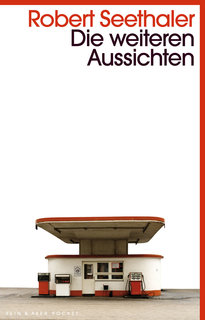 Robert Seethaler
Die weiteren
Aussichten
KEIN & ABER POCKET